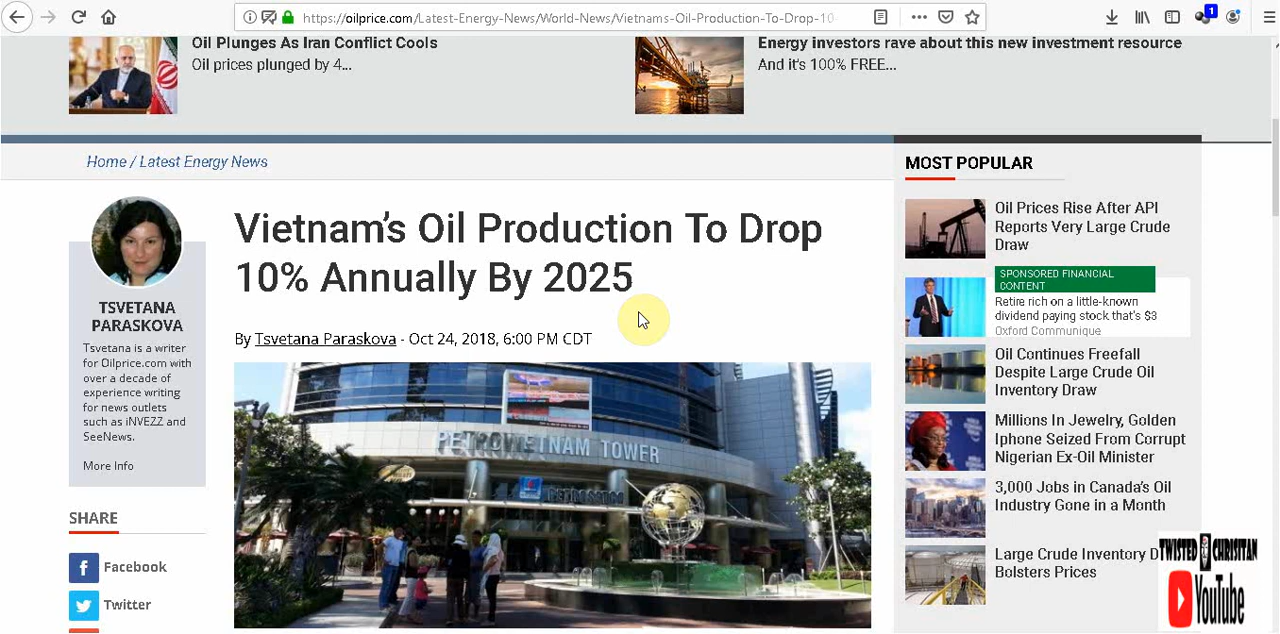 https://oilprice.com/Latest-Energy-News/World-News/Vietnams-Oil-Production-To-Drop-10
1
Oil Plunges As Iran Conflict Cools
Oil prices plunged by 4...
Energy investors rave about this new investment resource
And it's 100% FREE...
Home / Latest Energy News
TSVETANA
PARASKOVA
Tsvetana is a writer
for Oilprice.com with
over a decade of
experience writing
for news outlets
such as iNVEZZ and
SeeNews.
More Info
SHARE
Facebook
Twitter
Vietnam's Oil Production To Drop
10% Annually By 2025
By Tsvetana Paraskova - Oct 24, 2018, 6:00 PM CDT
PETROVIETNAM TOWER
PETROSETCO
MOST POPULAR
Oil Prices Rise After API
Reports Very Large Crude
Draw
SPONSORED FINANCIAL
CONTENT
Retire rich on a little-known
dividend paying stock that's $3
Oxford Communique
Oil Continues Freefall
Despite Large Crude Oil
Inventory Draw
Millions In Jewelry, Golden
Iphone Seized From Corrupt
Nigerian Ex-Oil Minister
3,000 Jobs in Canada's Oil
Industry Gone in a Month
Large Crude Inventory D
Bolsters Prices
TWISTED CHRISITAN
YouTube